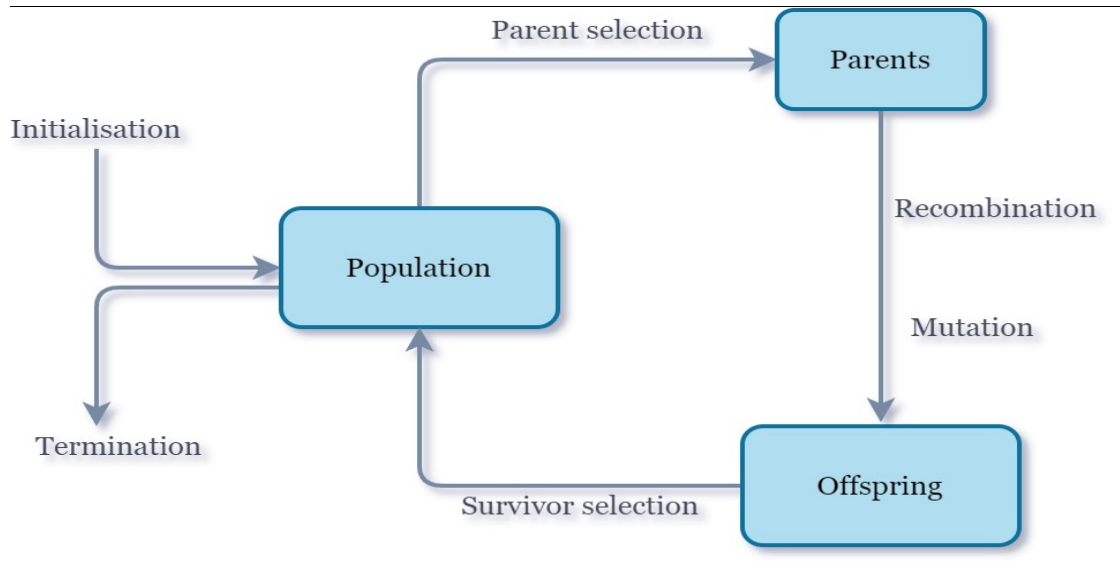 Parent selection
Parents
Initialisation
Recombination
Population
Mutation
Termination
Offspring
Survivor selection